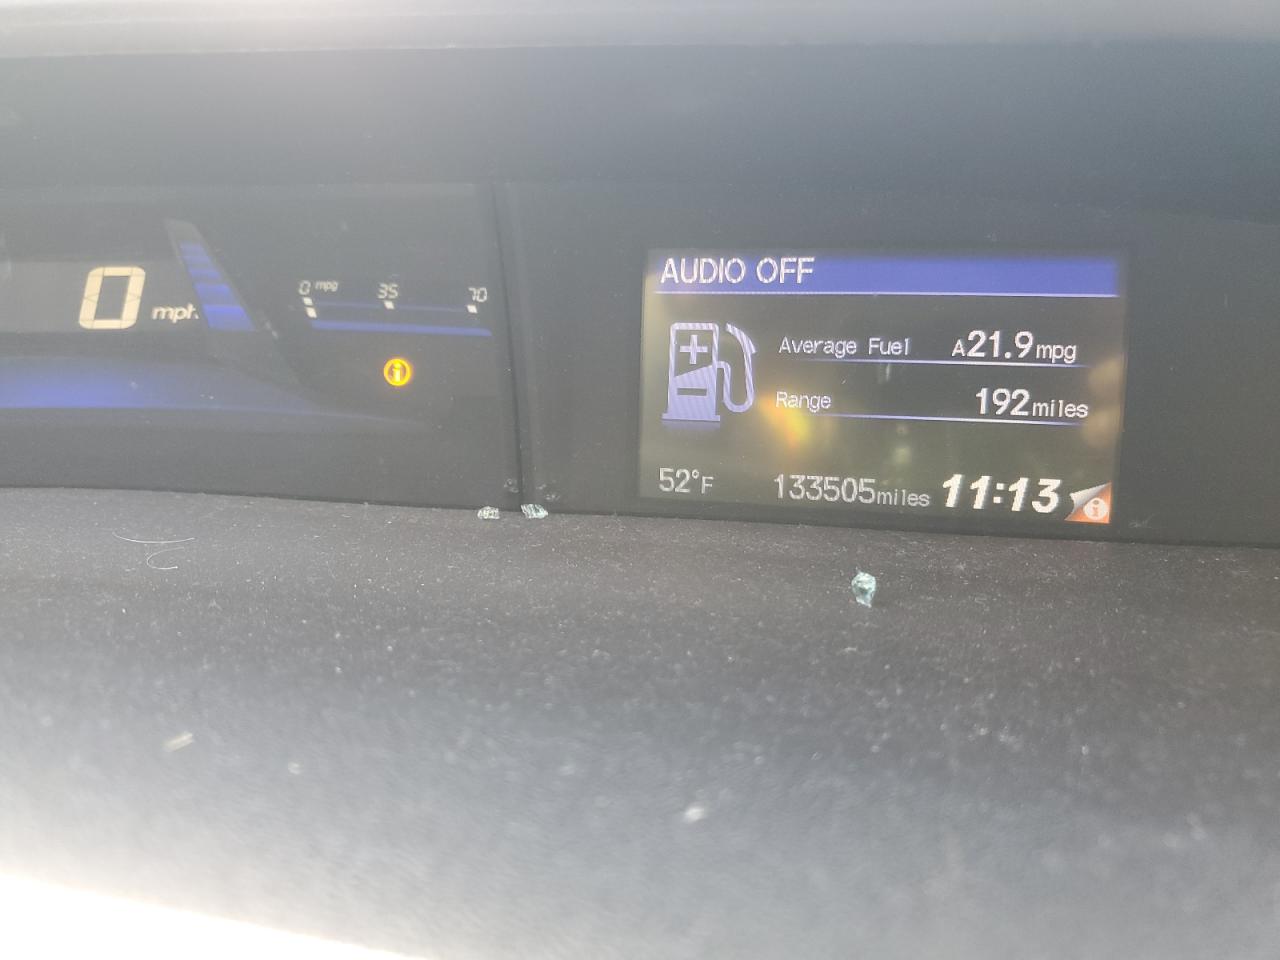 0 mph
0 mpg 35 70
AUDIO OFF
Average Fuel A21.9mpg
Range 192miles
52°F 133505miles 11:13